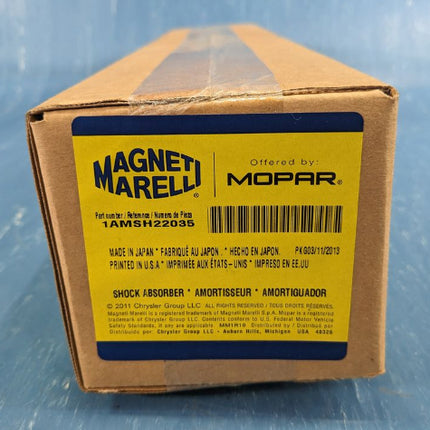 MAGNETI
MARELLI®
Offered by:
MOPAR®
Part number / Reference / Numero de Pieza
1AMSH22035
MADE IN JAPAN * FABRIQUÉ AU JAPON * HECHO EN JAPON
PKG03/11/2013
PRINTED IN U.S.A * IMPRIMÉE AUX ÉTATS-UNIS * IMPRESO EN EE.UU
SHOCK ABSORBER * AMORTISSEUR * AMORTIGUADOR
© 2011 Chrysler Group LLC ALL RIGHTS RESERVED / TOUS DROITS RÉSERVÉS
Magneti Marelli is a registered trademark of Magneti Marelli S.p.A. Mopar is a registered
trademark of Chrysler Group LLC. Contents conform to U.S. Federal Motor Vehicle
Safety Standards, if any are applicable. MM1R10 Distributed by / Distribué par
Distribuido por Chrysler Group LLC - Auburn Hills, Michigan USA 48326